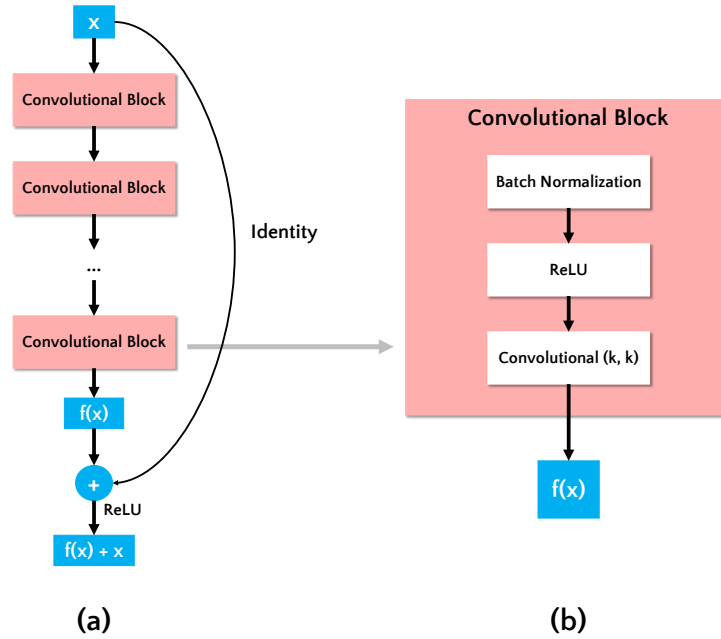 x
Convolutional Block
Convolutional Block
...
Identity
Convolutional Block
f(x)
+
ReLU
f(x) + x
(a)
Convolutional Block
Batch Normalization
ReLU
Convolutional (k, k)
f(x)
(b)